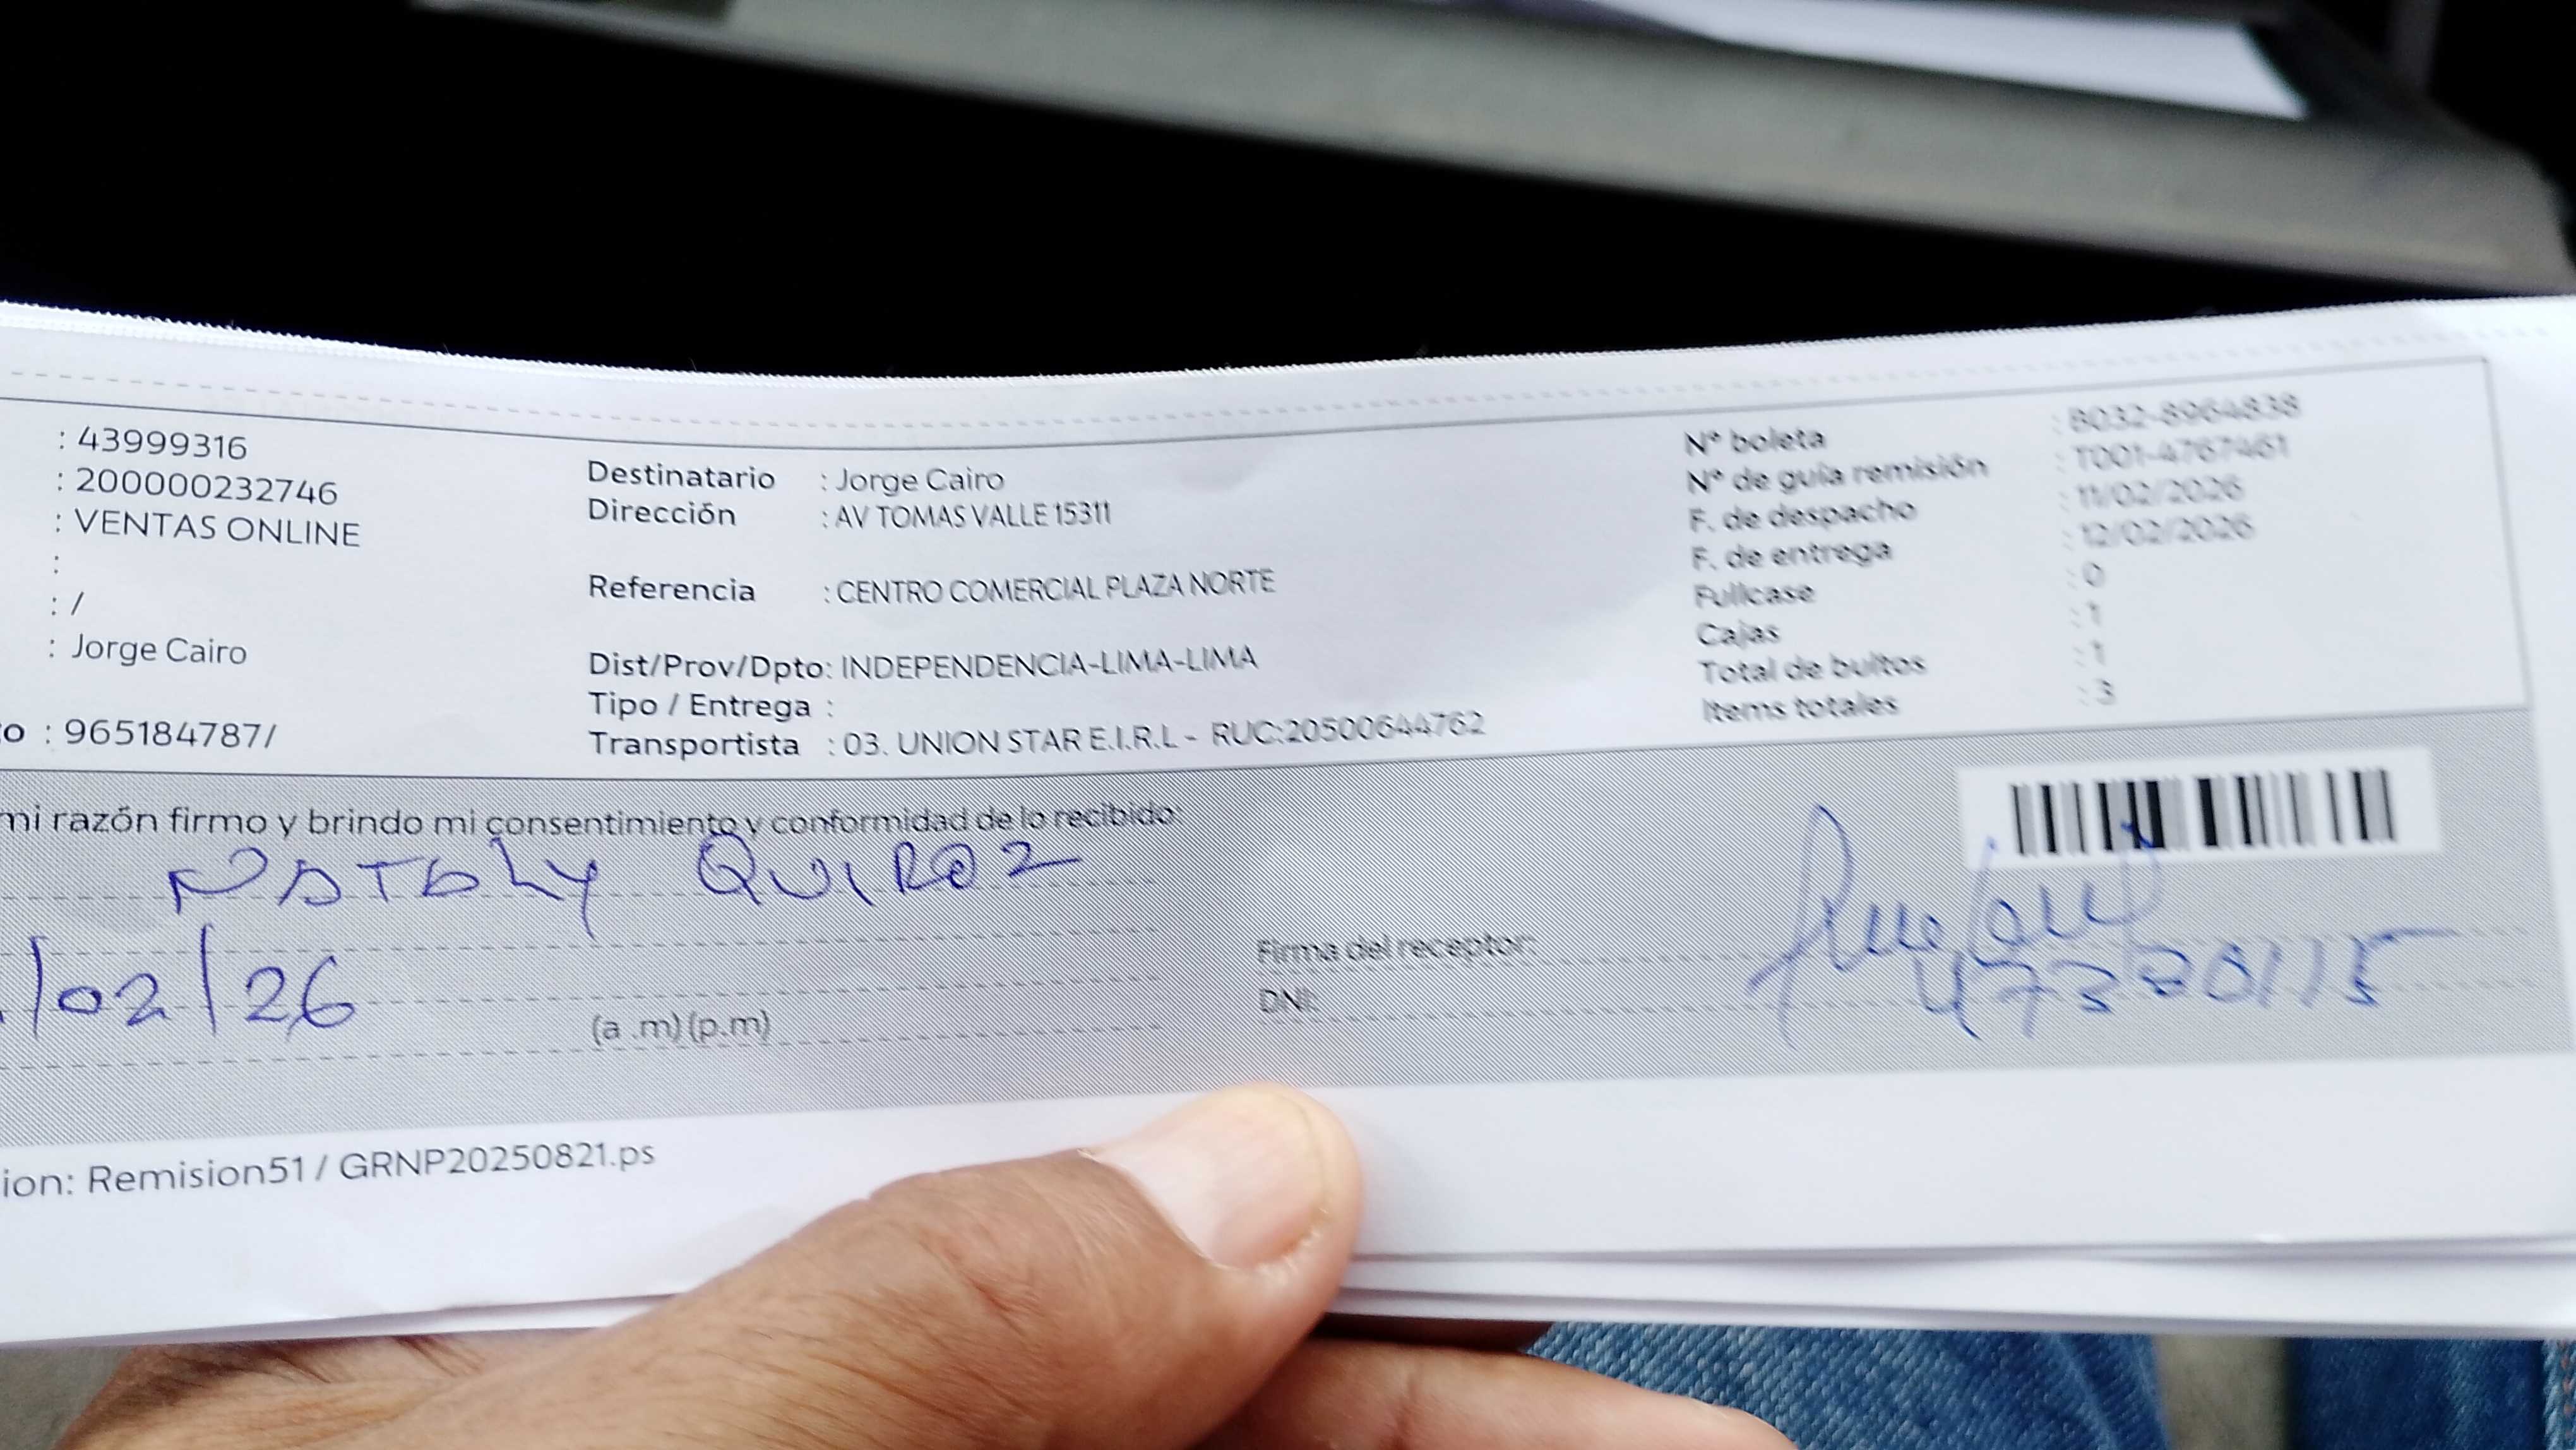 : 43999316
: 200000232746
: VENTAS ONLINE
:
: /
: Jorge Cairo
o : 965184787/
Destinatario : Jorge Cairo
Dirección : AV TOMAS VALLE 15311
Referencia : CENTRO COMERCIAL PLAZA NORTE
Dist/Prov/Dpto: INDEPENDENCIA-LIMA-LIMA
Tipo / Entrega :
Transportista : 03. UNION STAR E.I.R.L - RUC:20500644762
N° boleta : B032-8964838
N° de guía remisión : T001-4767461
F. de despacho : 11/02/2026
F. de entrega : 12/02/2026
Fullcase : 0
Cajas : 1
Total de bultos : 1
Items totales : 3
mi razón firmo y brindo mi consentimiento y conformidad de lo recibido:
NATALY QUIROZ
/02/26
(a .m) (p.m)
Firma del receptor:
DNI:
ion: Remision51 / GRNP20250821.ps